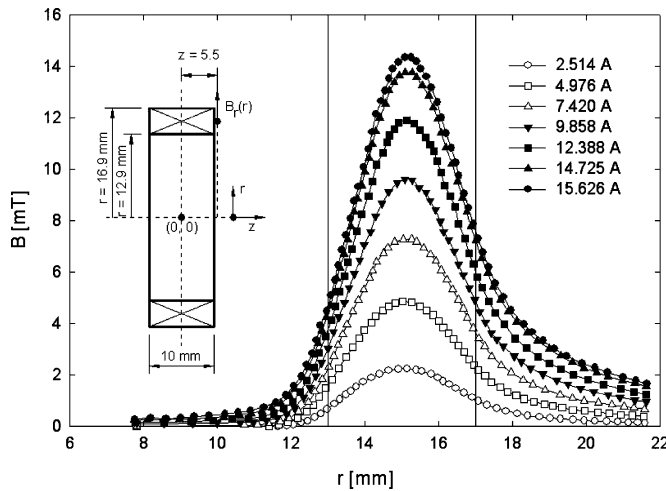 z = 5.5
B_r(r)
r = 16.9 mm
r = 12.9 mm
r
(0, 0)
z
10 mm
2.514 A
4.976 A
7.420 A
9.858 A
12.388 A
14.725 A
15.626 A
B [mT]
16
14
12
10
8
6
4
2
0
6
8
10
12
14
16
18
20
22
r [mm]